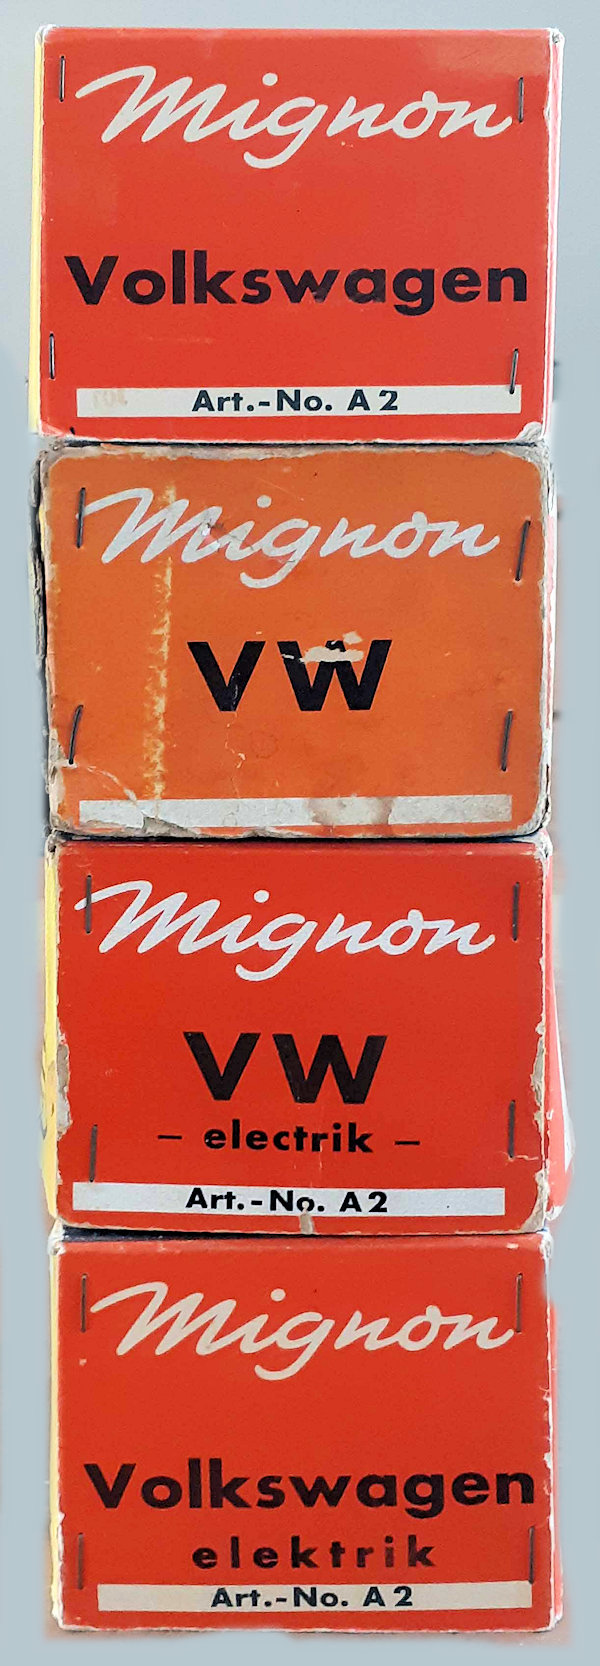 Mignon
Volkswagen
Art.-No. A 2
Mignon
VW
Mignon
VW
– electrik –
Art.-No. A 2
Mignon
Volkswagen
elektrik
Art.-No. A 2